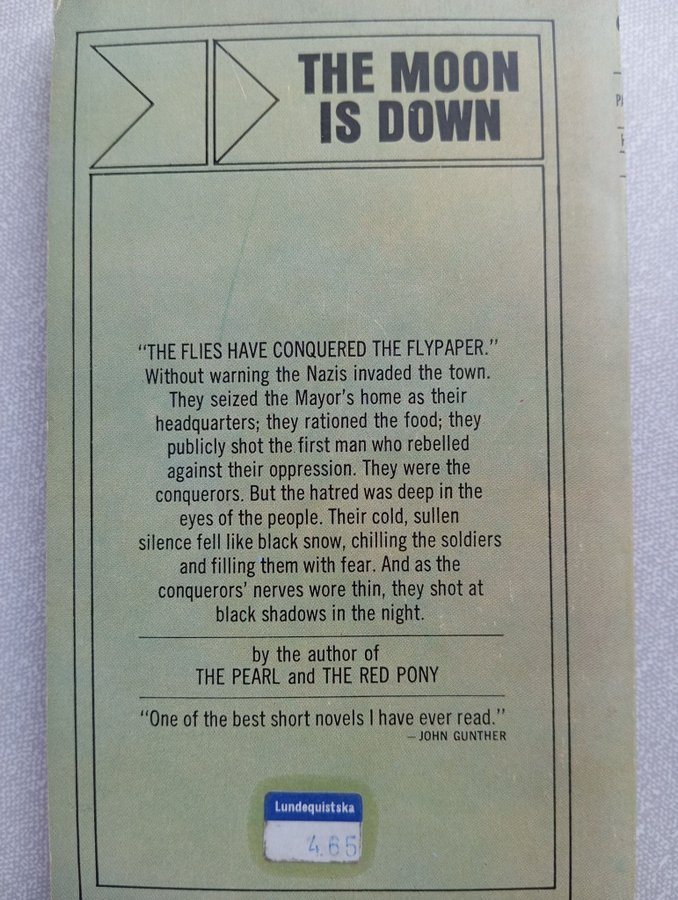 THE MOON
IS DOWN
"THE FLIES HAVE CONQUERED THE FLYPAPER."
Without warning the Nazis invaded the town.
They seized the Mayor's home as their
headquarters; they rationed the food; they
publicly shot the first man who rebelled
against their oppression. They were the
conquerors. But the hatred was deep in the
eyes of the people. Their cold, sullen
silence fell like black snow, chilling the soldiers
and filling them with fear. And as the
conquerors' nerves wore thin, they shot at
black shadows in the night.
by the author of
THE PEARL and THE RED PONY
"One of the best short novels I have ever read."
— JOHN GUNTHER
Lundequistska
4.65